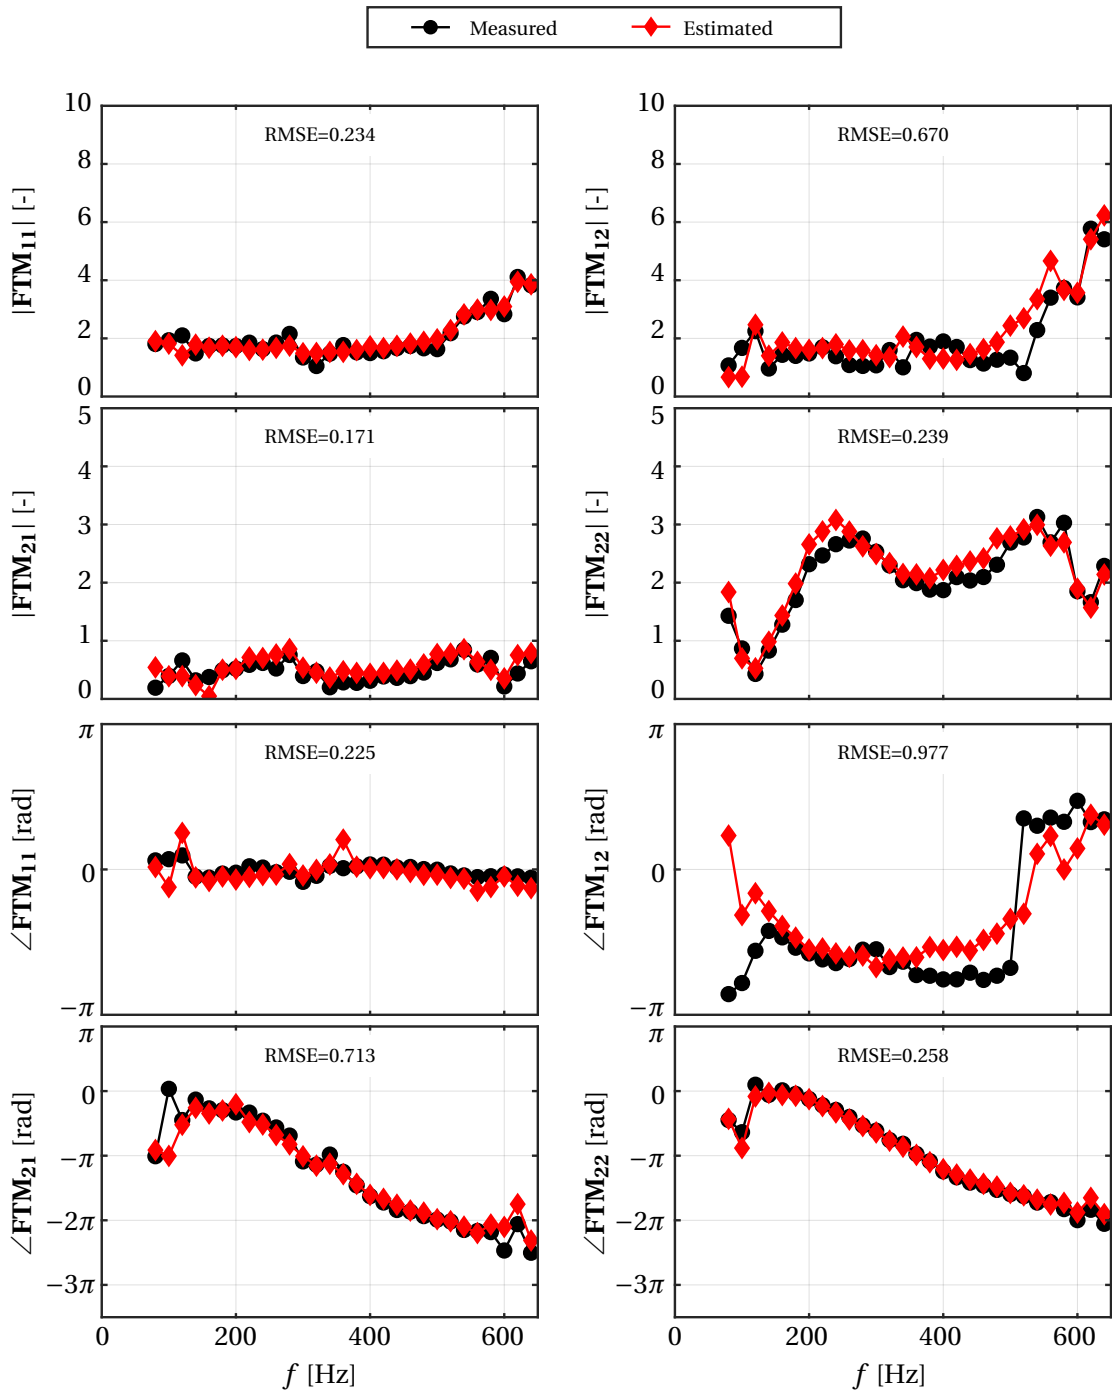 Measured Estimated
10 10
RMSE=0.234 RMSE=0.670
8 8
|FTM11| [-] |FTM12| [-]
6 6
4 4
2 2
0 0
5 5
RMSE=0.171 RMSE=0.239
4 4
|FTM21| [-] |FTM22| [-]
3 3
2 2
1 1
0 0
π π
RMSE=0.225 RMSE=0.977
∠FTM11 [rad] ∠FTM12 [rad]
0 0
−π −π
π π
RMSE=0.713 RMSE=0.258
0 0
∠FTM21 [rad] ∠FTM22 [rad]
−π −π
−2π −2π
−3π −3π
0 200 400 600 0 200 400 600
f [Hz] f [Hz]